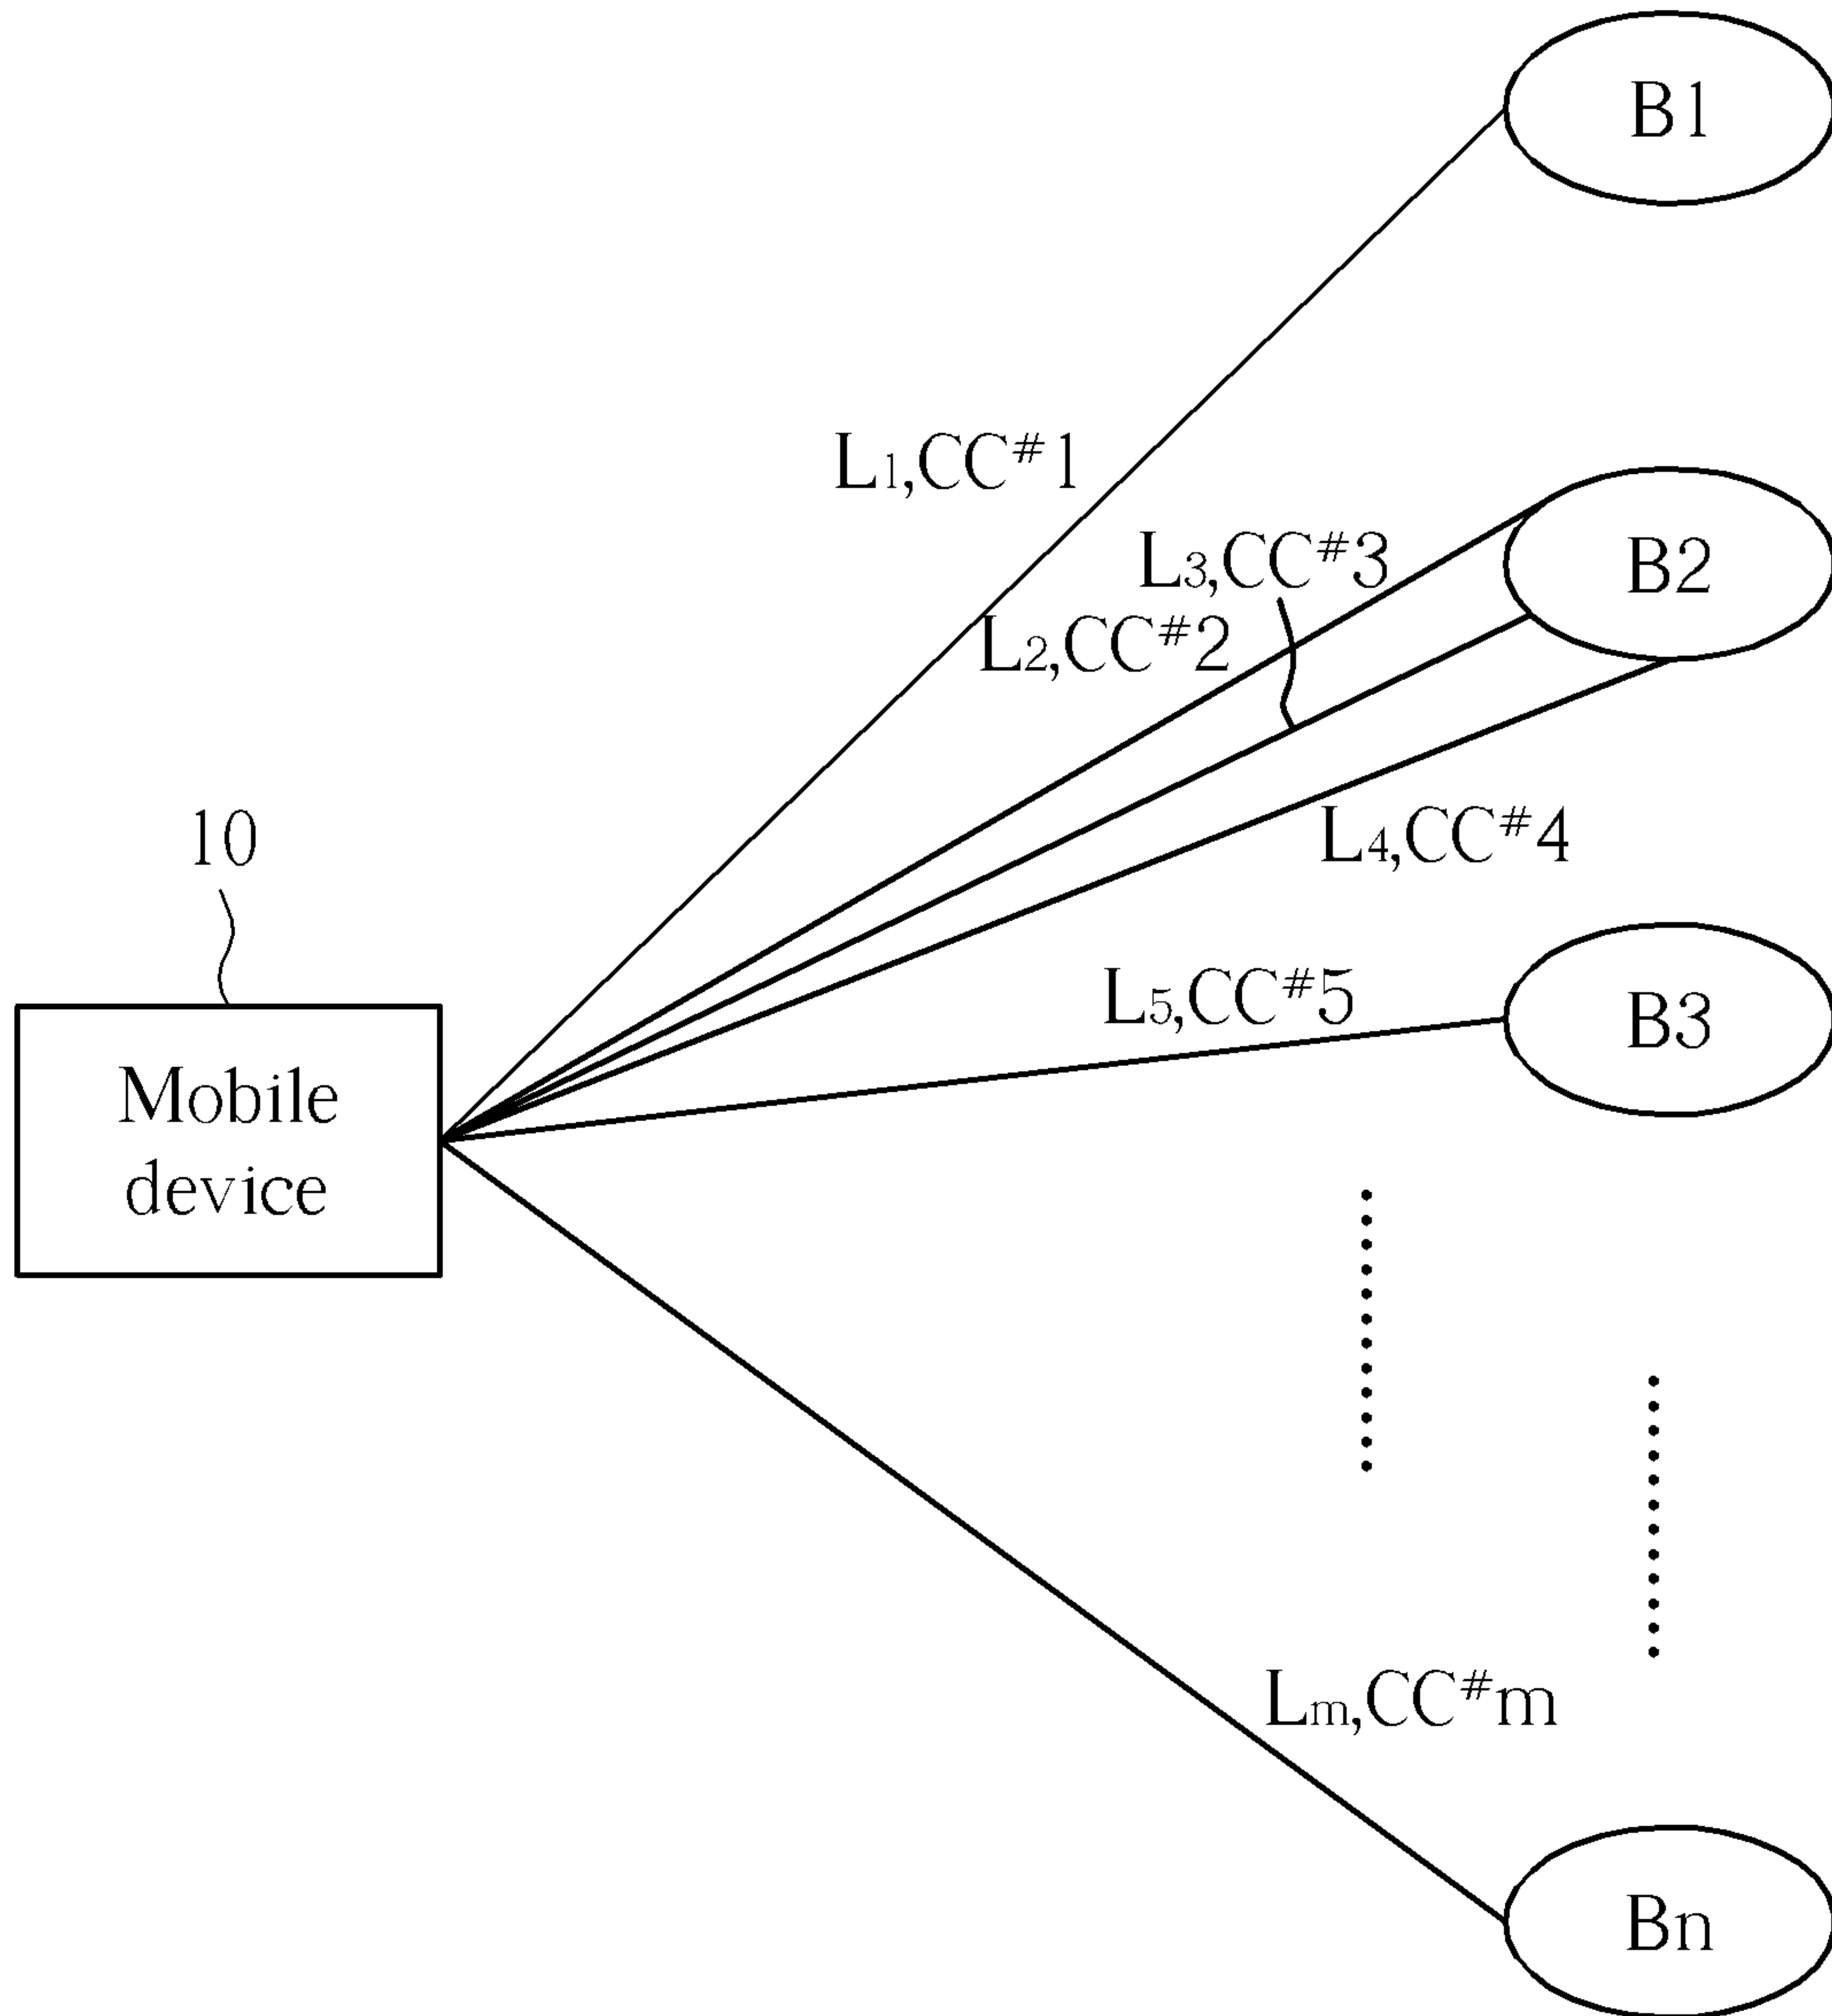 B1
L1,CC#1
L3,CC#3
B2
L2,CC#2
10
L4,CC#4
L5,CC#5
B3
Mobile
device
Lm,CC#m
Bn